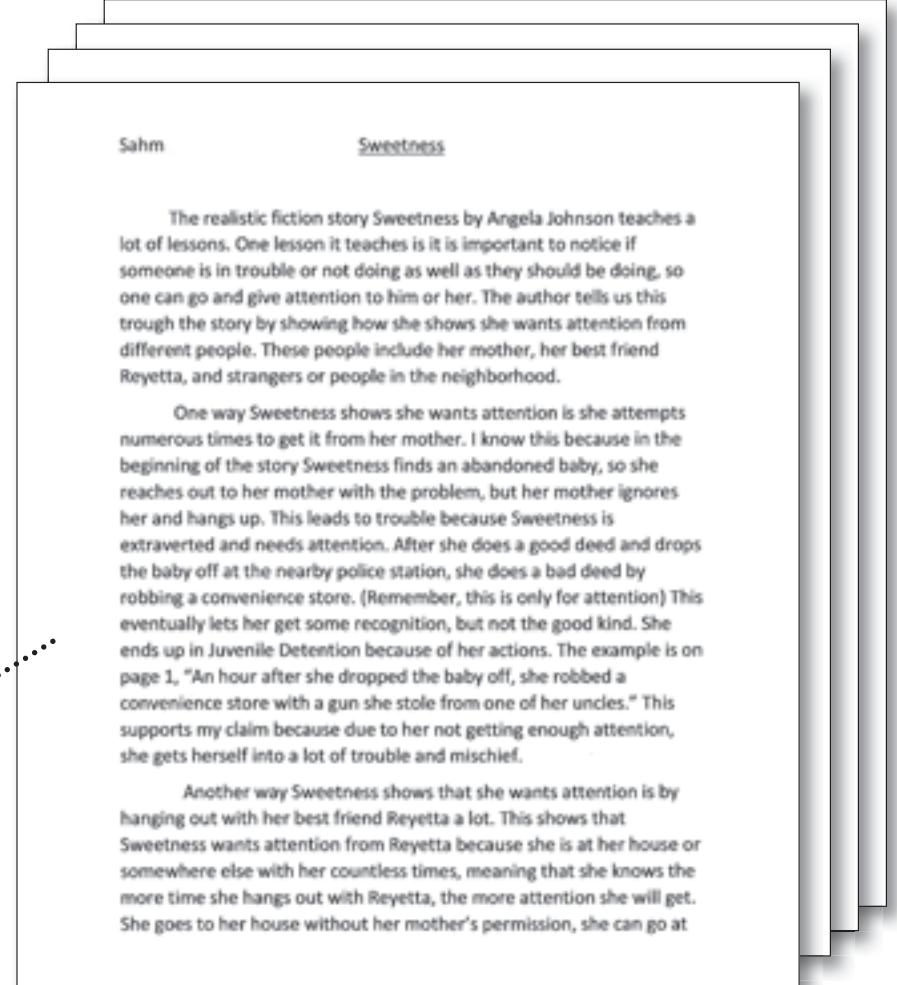 Sahm Sweetness
The realistic fiction story Sweetness by Angela Johnson teaches a
lot of lessons. One lesson it teaches is it is important to notice if
someone is in trouble or not doing as well as they should be doing, so
one can go and give attention to him or her. The author tells us this
trough the story by showing how she shows she wants attention from
different people. These people include her mother, her best friend
Reyetta, and strangers or people in the neighborhood.
One way Sweetness shows she wants attention is she attempts
numerous times to get it from her mother. I know this because in the
beginning of the story Sweetness finds an abandoned baby, so she
reaches out to her mother with the problem, but her mother ignores
her and hangs up. This leads to trouble because Sweetness is
extraverted and needs attention. After she does a good deed and drops
the baby off at the nearby police station, she does a bad deed by
robbing a convenience store. (Remember, this is only for attention) This
eventually lets her get some recognition, but not the good kind. She
ends up in Juvenile Detention because of her actions. The example is on
page 1, “An hour after she dropped the baby off, she robbed a
convenience store with a gun she stole from one of her uncles.” This
supports my claim because due to her not getting enough attention,
she gets herself into a lot of trouble and mischief.
Another way Sweetness shows that she wants attention is by
hanging out with her best friend Reyetta a lot. This shows that
Sweetness wants attention from Reyetta because she is at her house or
somewhere else with her countless times, meaning that she knows the
more time she hangs out with Reyetta, the more attention she will get.
She goes to her house without her mother’s permission, she can go at